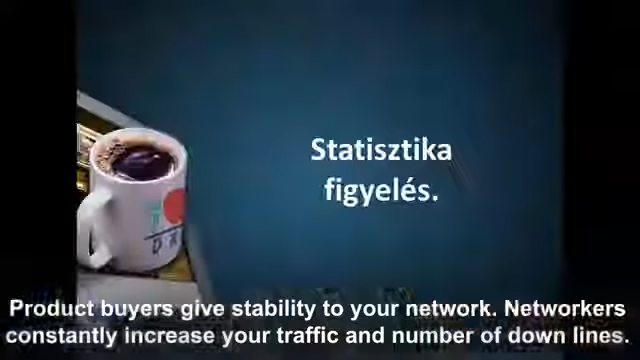 Statisztika
figyelés.
Product buyers give stability to your network. Networkers
constantly increase your traffic and number of down lines.